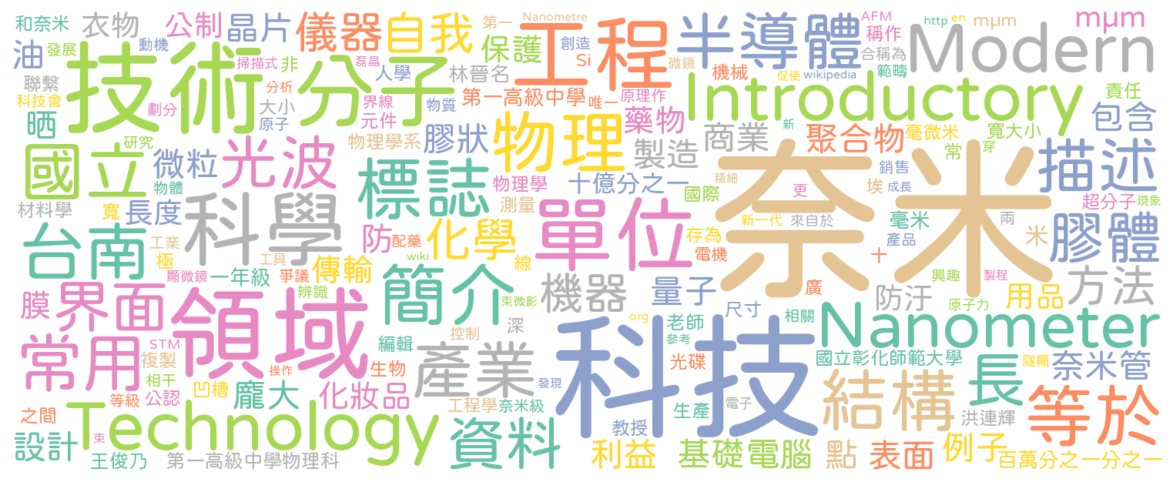 和奈米
衣物
公制
晶片
儀器
自我
第一
Nanometre
AFM
http
en
mµm
mµm
油
發展
動機
掃描式
磊晶
保護
創造
微鏡
稱作
合稱為
範疇
技術
分子
工程
半導體
Modern
聯繫
科技會
晒
劃分
非
人學
分析
林晉名
Si
機械
促使
wikipedia
Introductory
責任
大小
原子
界線
元件
物質
第一高級中學
唯一
原理作
藥物
新
包含
國立
研究
微粒
物體
光波
物理學系
膠狀
物理
製造
商業
聚合物
毫微米
寬大小
常
穿
描述
標誌
物理學
十億分之一
精細
國際
更
銷售
成長
埃
超分子
現象
材料學
寬
長度
科學
測量
單位
奈米
新一代
來自於
毫米
兩
米
膠體
台南
工業
極
工具
防
配藥
wiki
化學
線
存為
電機
產品
十
顯微鏡
一年級
爭議
辨識
傳輸
簡介
束微影
機器
量子
廣
防汙
興趣
原子力
製程
用品
方法
膜
界面
領域
STM
深
org
尺寸
老師
參考
相關
Nanometer
常用
複製
控制
編輯
產業
科技
光碟
國立彰化師範大學
隧顯
奈米管
相干
公認
凹槽
操作
生物
發現
結構
長
之間
等級
龐大
化妝品
工程學
奈米級
教授
生產
電子
洪連輝
等於
設計
束
Technology
資料
利益
基礎電腦
點
表面
例子
王俊乃
第一高級中學物理科
百萬分之一分之一